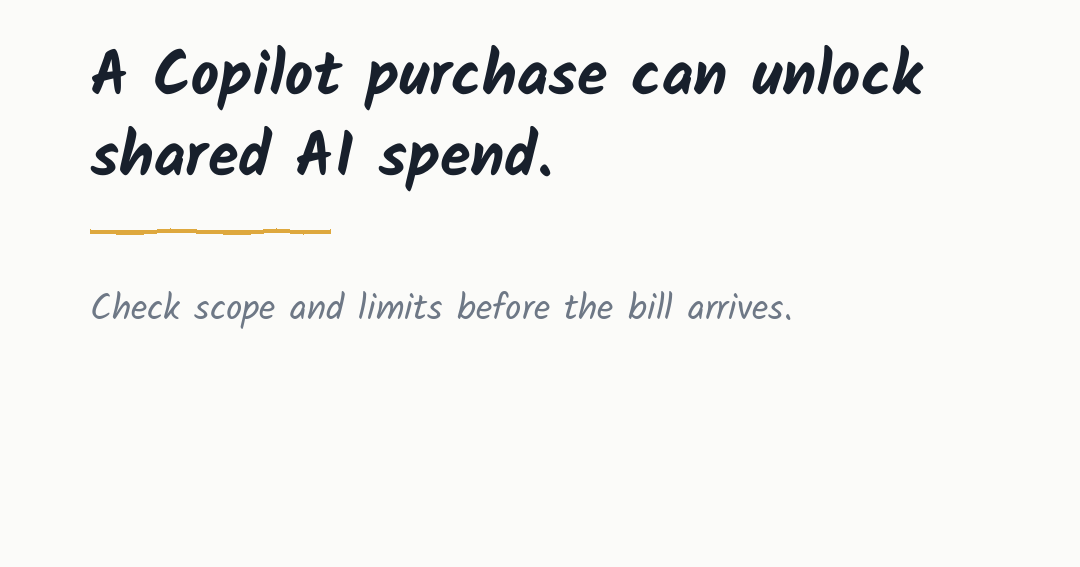 A Copilot purchase can unlock
shared AI spend.
Check scope and limits before the bill arrives.